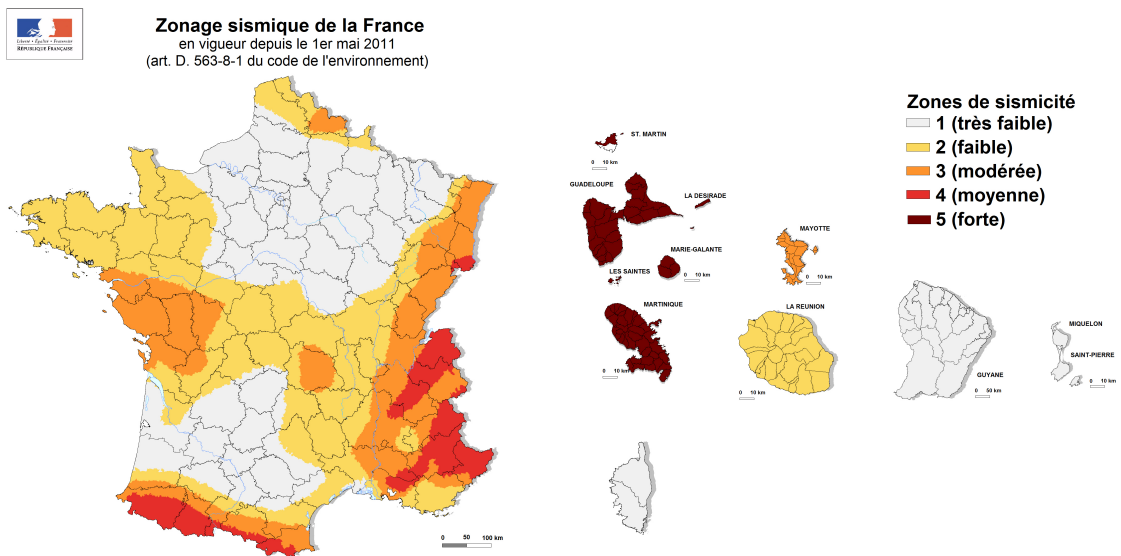 Liberté • Égalité • Fraternité
RÉPUBLIQUE FRANÇAISE
Zonage sismique de la France
en vigueur depuis le 1er mai 2011
(art. D. 563-8-1 du code de l'environnement)
Zones de sismicité
1 (très faible)
2 (faible)
3 (modérée)
4 (moyenne)
5 (forte)
ST. MARTIN
0 10 km
GUADELOUPE
LA DESIRADE
MARIE-GALANTE
0 10 km
LES SAINTES
MARTINIQUE
0 10 km
MAYOTTE
0 10 km
LA REUNION
0 10 km
GUYANE
0 50 km
MIQUELON
SAINT-PIERRE
0 10 km
0 50 100 km